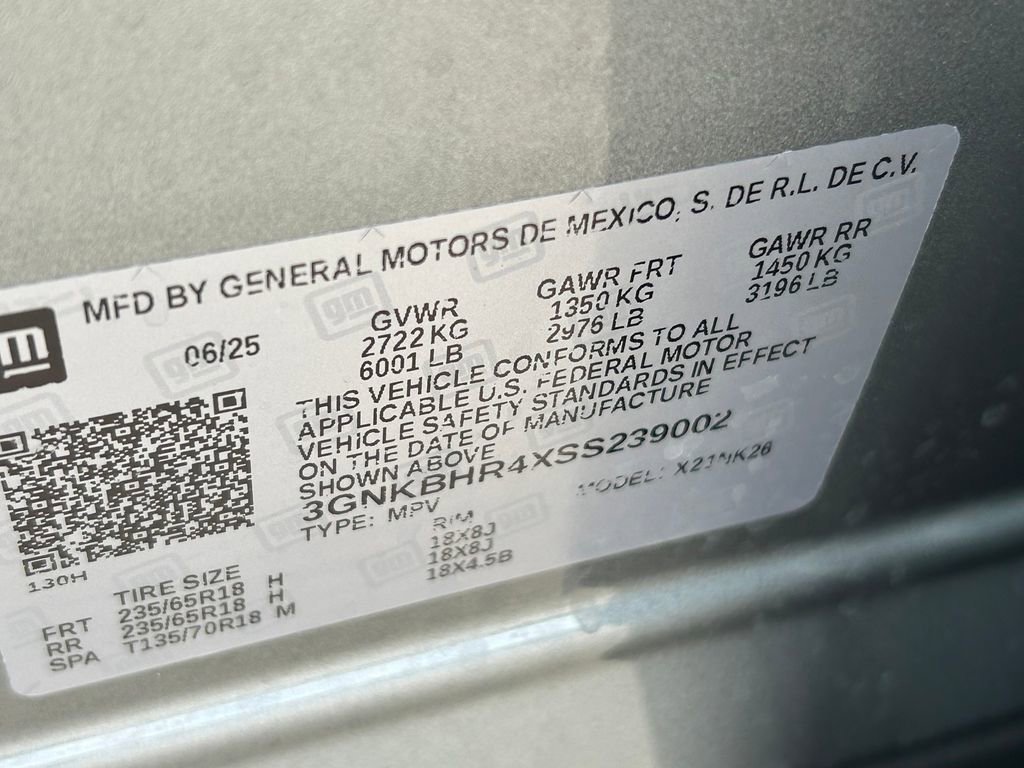 MFD BY GENERAL MOTORS DE MEXICO, S. DE R.L. DE C.V.
gm
06/25
GVWR GAWR FRT GAWR RR
2722 KG 1350 KG 1450 KG
6001 LB 2976 LB 3196 LB
THIS VEHICLE CONFORMS TO ALL
APPLICABLE U.S. FEDERAL MOTOR
VEHICLE SAFETY STANDARDS IN EFFECT
ON THE DATE OF MANUFACTURE
SHOWN ABOVE
3GNKBHR4XSS239002
TYPE: MPV MODEL: X21NK26
130H
TIRE SIZE RIM
FRT 235/65R18 H 18X8J
RR 235/65R18 H 18X8J
SPA T135/70R18 M 18X4.5B